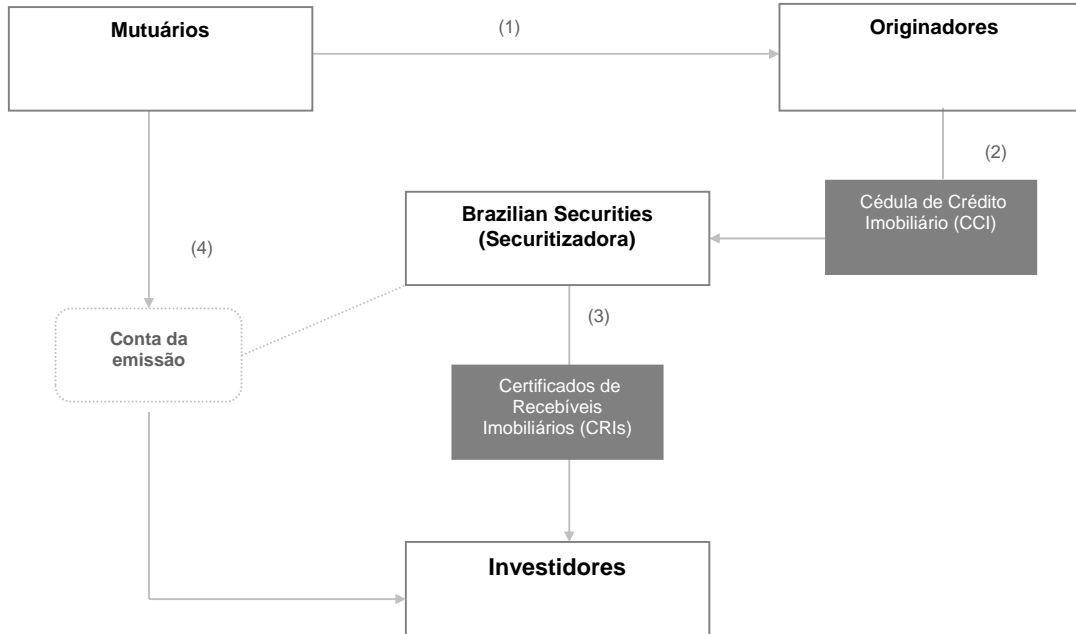 Mutuários
(1)
Originadores
(2)
Cédula de Crédito
Imobiliário (CCI)
Brazilian Securities
(Securitizadora)
(4)
(3)
Conta da
emissão
Certificados de
Recebíveis
Imobiliários (CRIs)
Investidores